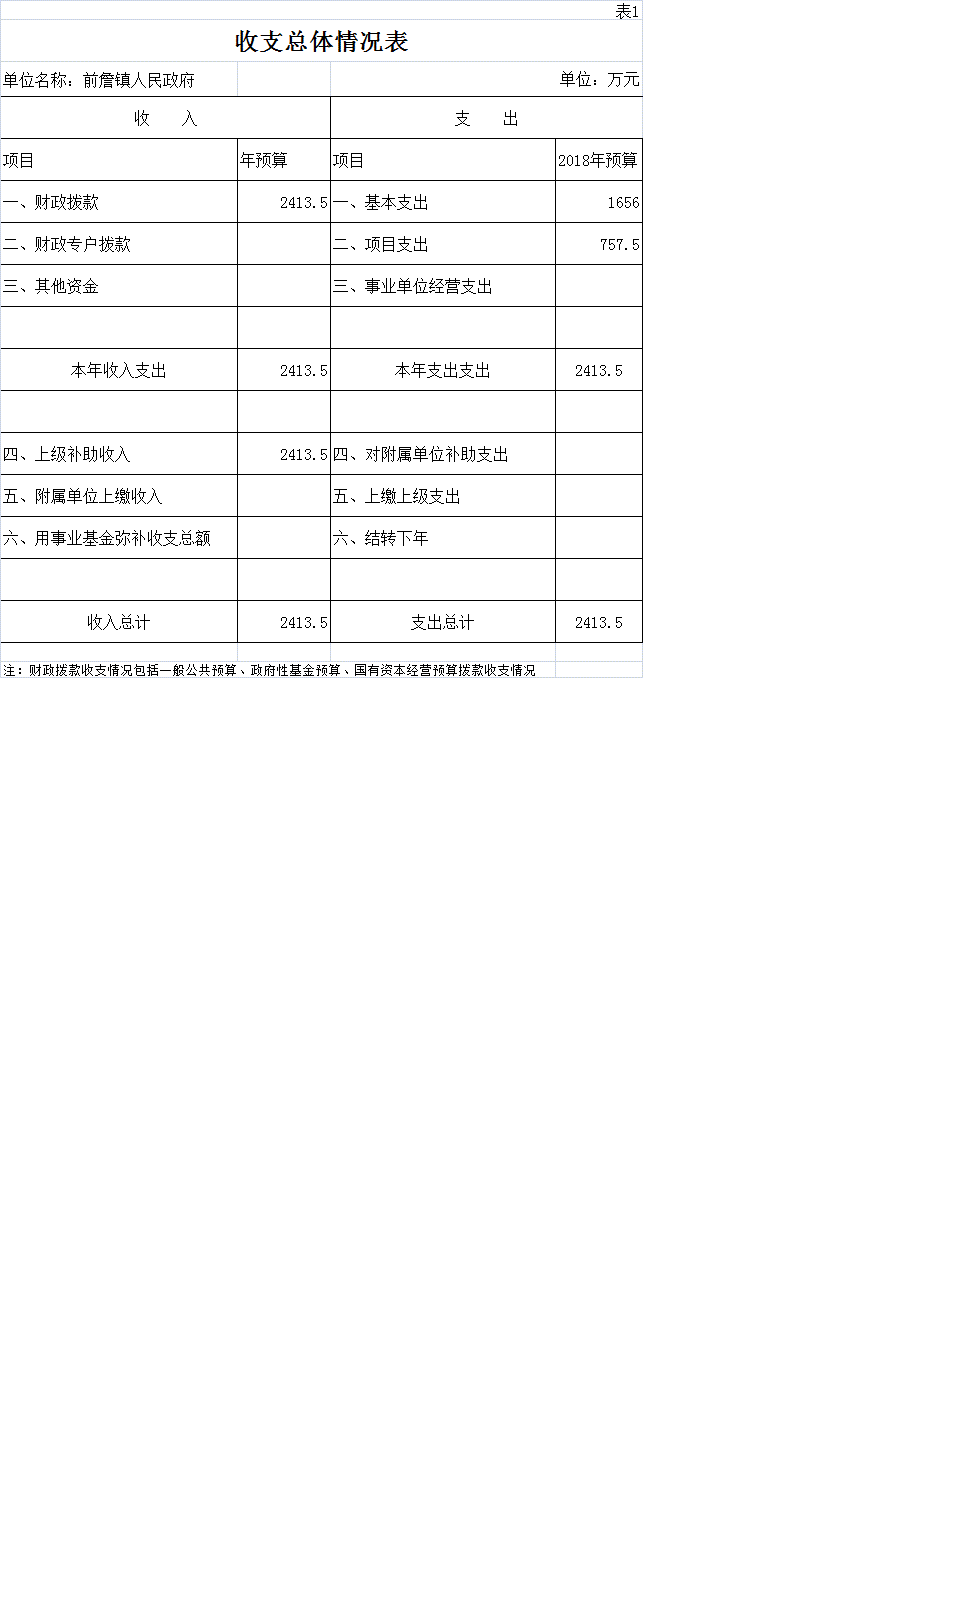 表1
收支总体情况表
单位名称：前詹镇人民政府 单位：万元
收 入 支 出
项目 年预算 项目 2018年预算
一、财政拨款 2413.5 一、基本支出 1656
二、财政专户拨款 二、项目支出 757.5
三、其他资金 三、事业单位经营支出
本年收入支出 2413.5 本年支出支出 2413.5
四、上级补助收入 2413.5 四、对附属单位补助支出
五、附属单位上缴收入 五、上缴上级支出
六、用事业基金弥补收支总额 六、结转下年
收入总计 2413.5 支出总计 2413.5
注：财政拨款收支情况包括一般公共预算、政府性基金预算、国有资本经营预算拨款收支情况